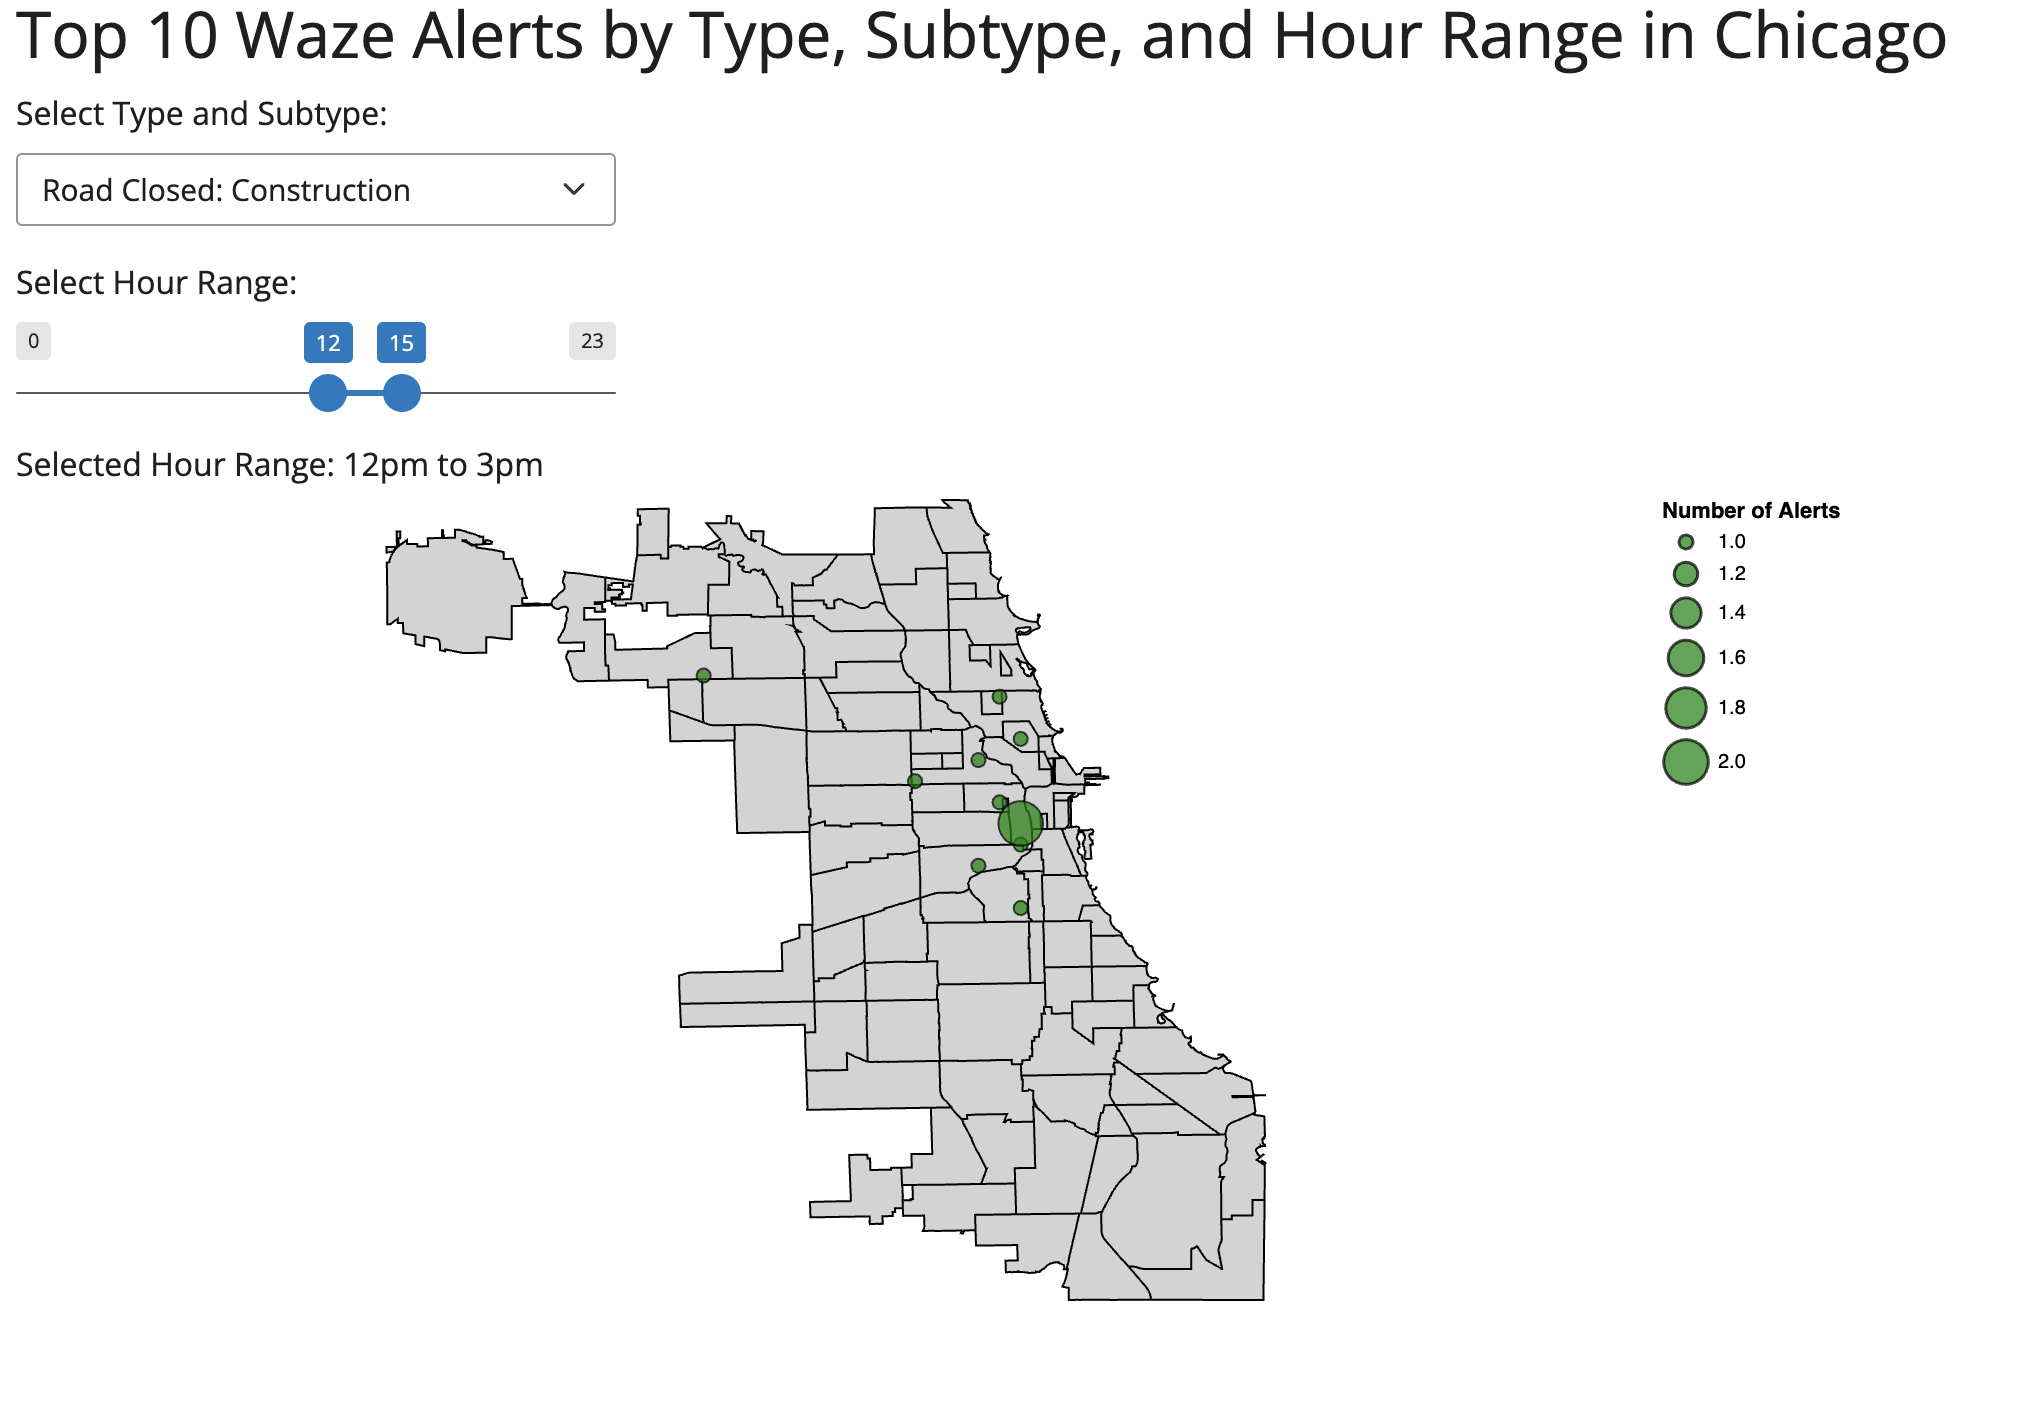 Top 10 Waze Alerts by Type, Subtype, and Hour Range in Chicago
Select Type and Subtype:
Road Closed: Construction
Select Hour Range:
0 12 15 23
Selected Hour Range: 12pm to 3pm
Number of Alerts
1.0
1.2
1.4
1.6
1.8
2.0